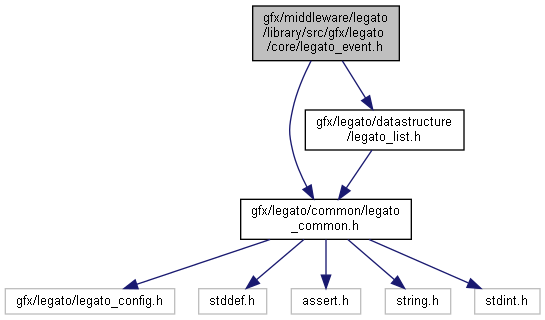 gfx/middleware/legato
/library/src/gfx/legato
/core/legato_event.h
gfx/legato/datastructure
/legato_list.h
gfx/legato/common/legato
_common.h
gfx/legato/legato_config.h
stddef.h
assert.h
string.h
stdint.h